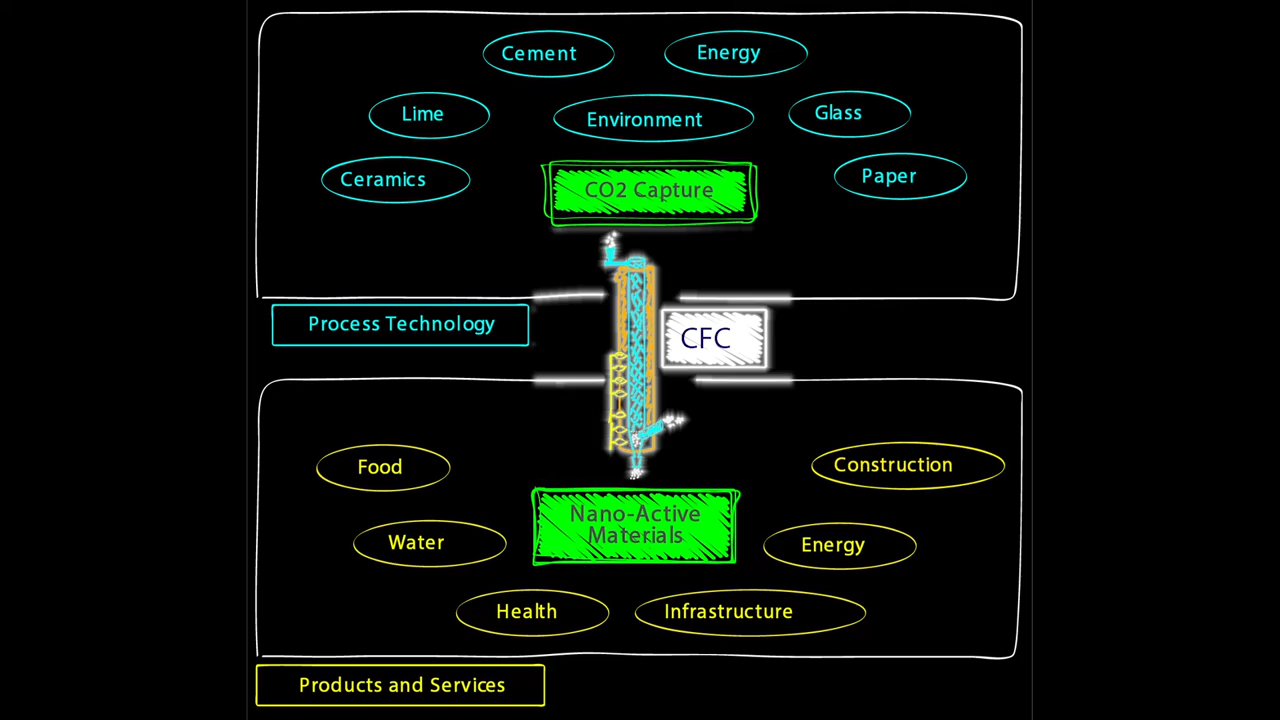 Cement
Energy
Lime
Environment
Glass
Ceramics
CO2 Capture
Paper
Process Technology
CFC
Food
Construction
Nano-Active
Materials
Water
Energy
Health
Infrastructure
Products and Services